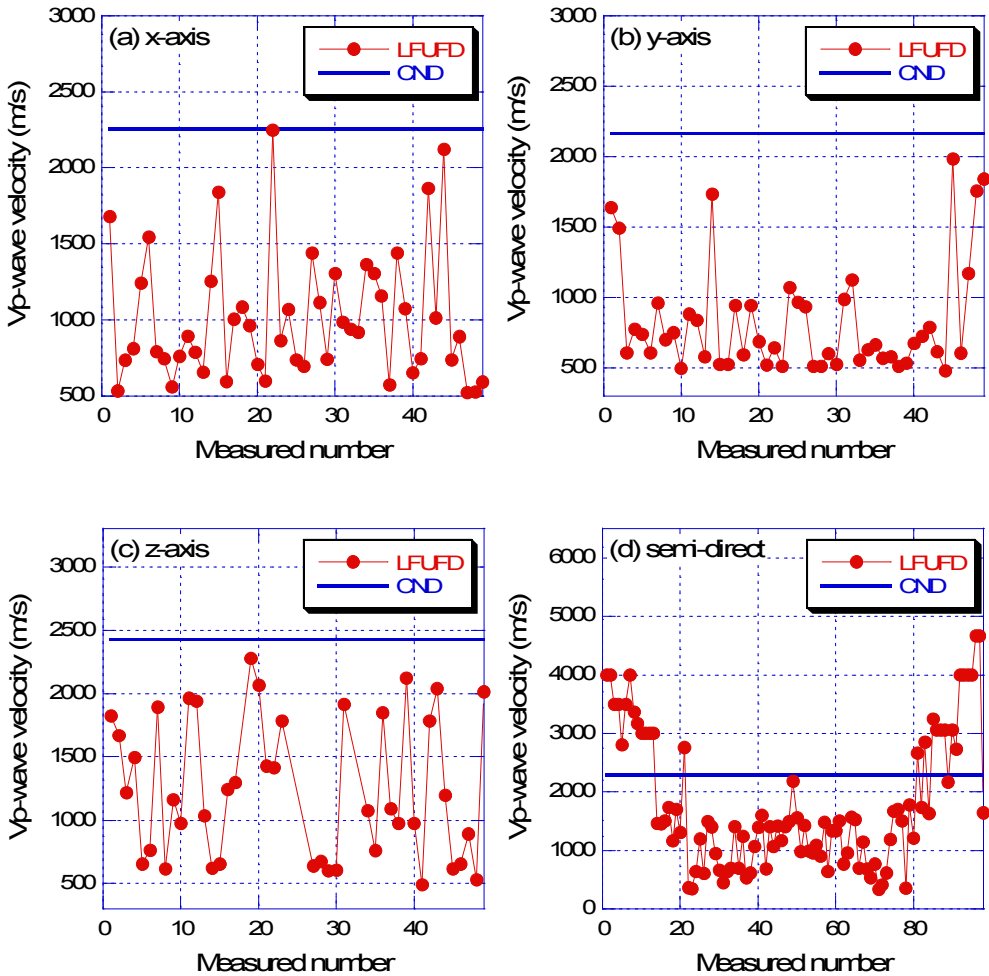 3000
(a) x-axis
LFUFD
CND
2500
2000
1500
1000
500
0
10
20
30
40
Vp-wave velocity (m/s)
Measured number
3000
(b) y-axis
LFUFD
CND
2500
2000
1500
1000
500
0
10
20
30
40
Vp-wave velocity (m/s)
Measured number
(c) z-axis
LFUFD
CND
3000
2500
2000
1500
1000
500
0
10
20
30
40
Vp-wave velocity (m/s)
Measured number
(d) semi-direct
LFUFD
CND
6000
5000
4000
3000
2000
1000
0
0
20
40
60
80
Vp-wave velocity (m/s)
Measured number